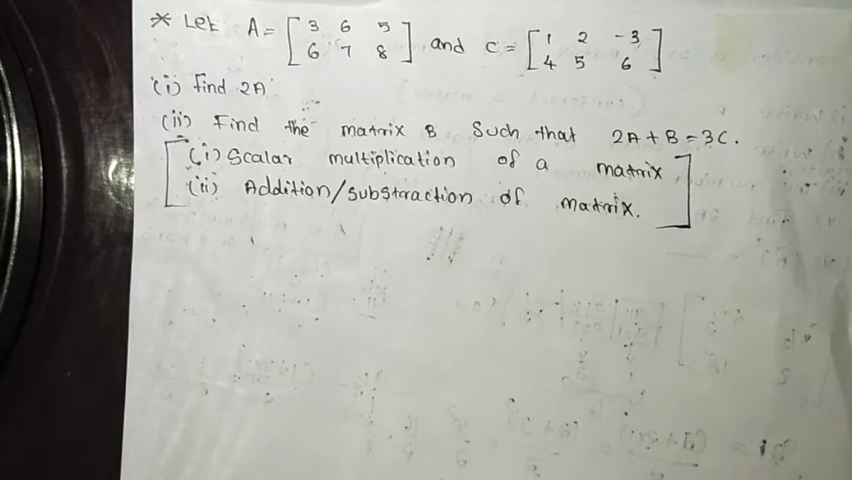 * Let A = [ 3 6 5 ] and C = [ 1 2 -3 ]
[ 6 7 8 ] [ 4 5 6 ]
(i) Find 2A
(ii) Find the matrix B such that 2A + B = 3C.
[ (i) Scalar multiplication of a matrix ]
(ii) Addition/substraction of matrix.